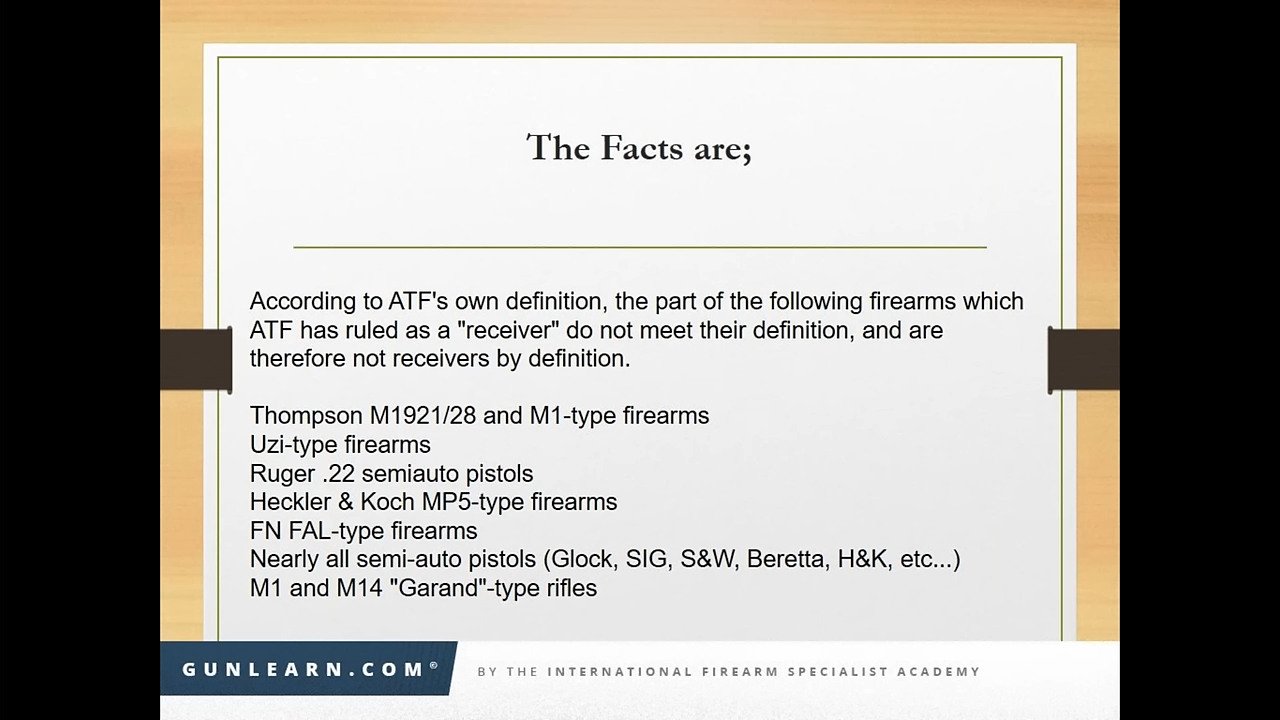 The Facts are;
According to ATF's own definition, the part of the following firearms which
ATF has ruled as a "receiver" do not meet their definition, and are
therefore not receivers by definition.
Thompson M1921/28 and M1-type firearms
Uzi-type firearms
Ruger .22 semiauto pistols
Heckler & Koch MP5-type firearms
FN FAL-type firearms
Nearly all semi-auto pistols (Glock, SIG, S&W, Beretta, H&K, etc...)
M1 and M14 "Garand"-type rifles
GUNLEARN.COM© BY THE INTERNATIONAL FIREARM SPECIALIST ACADEMY